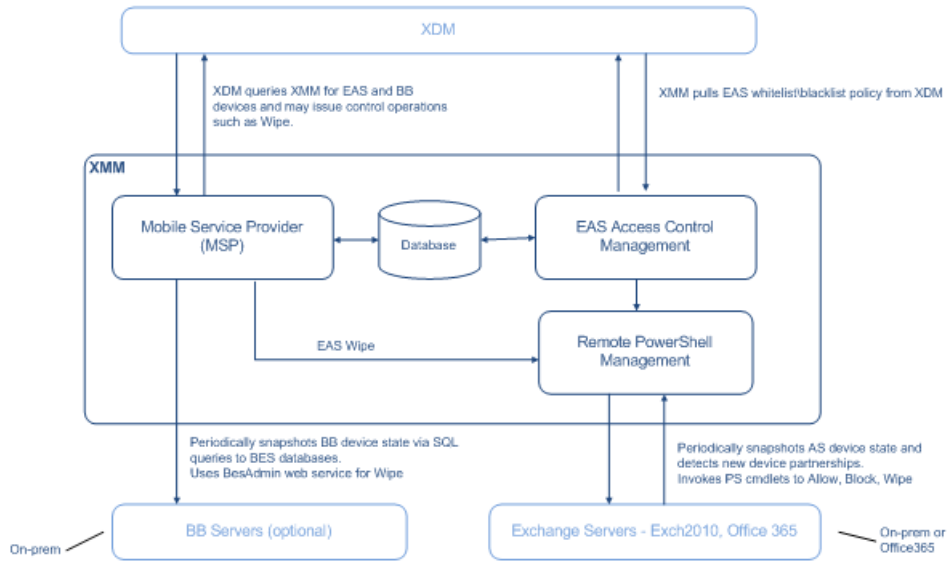 XDM
XDM queries XMM for EAS and BB
devices and may issue control operations
such as Wipe.
XMM pulls EAS whitelist\blacklist policy from XDM
XMM
Mobile Service Provider
(MSP)
Database
EAS Access Control
Management
EAS Wipe
Remote PowerShell
Management
Periodically snapshots BB device state via SQL
queries to BES databases.
Uses BesAdmin web service for Wipe
Periodically snapshots AS device state and
detects new device partnerships.
Invokes PS cmdlets to Allow, Block, Wipe
On-prem
BB Servers (optional)
Exchange Servers - Exch2010, Office 365
On-prem or
Office365